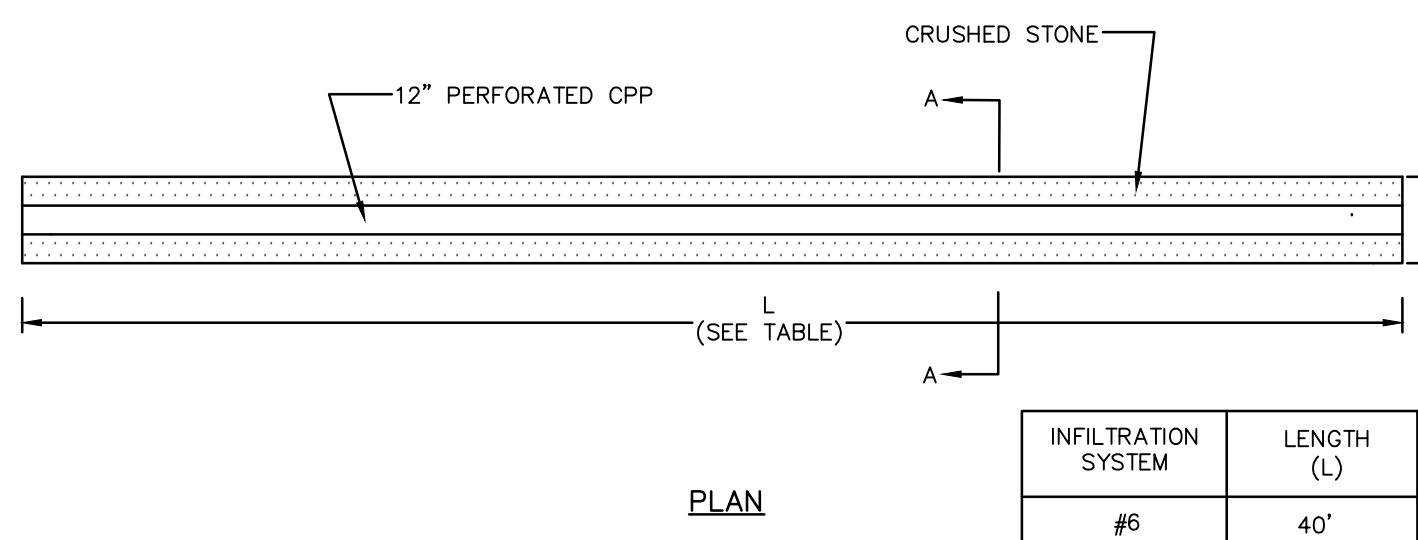 CRUSHED STONE
12” PERFORATED CPP
A
L
(SEE TABLE)
A
PLAN
INFILTRATION
SYSTEM
LENGTH
(L)
#6
40’